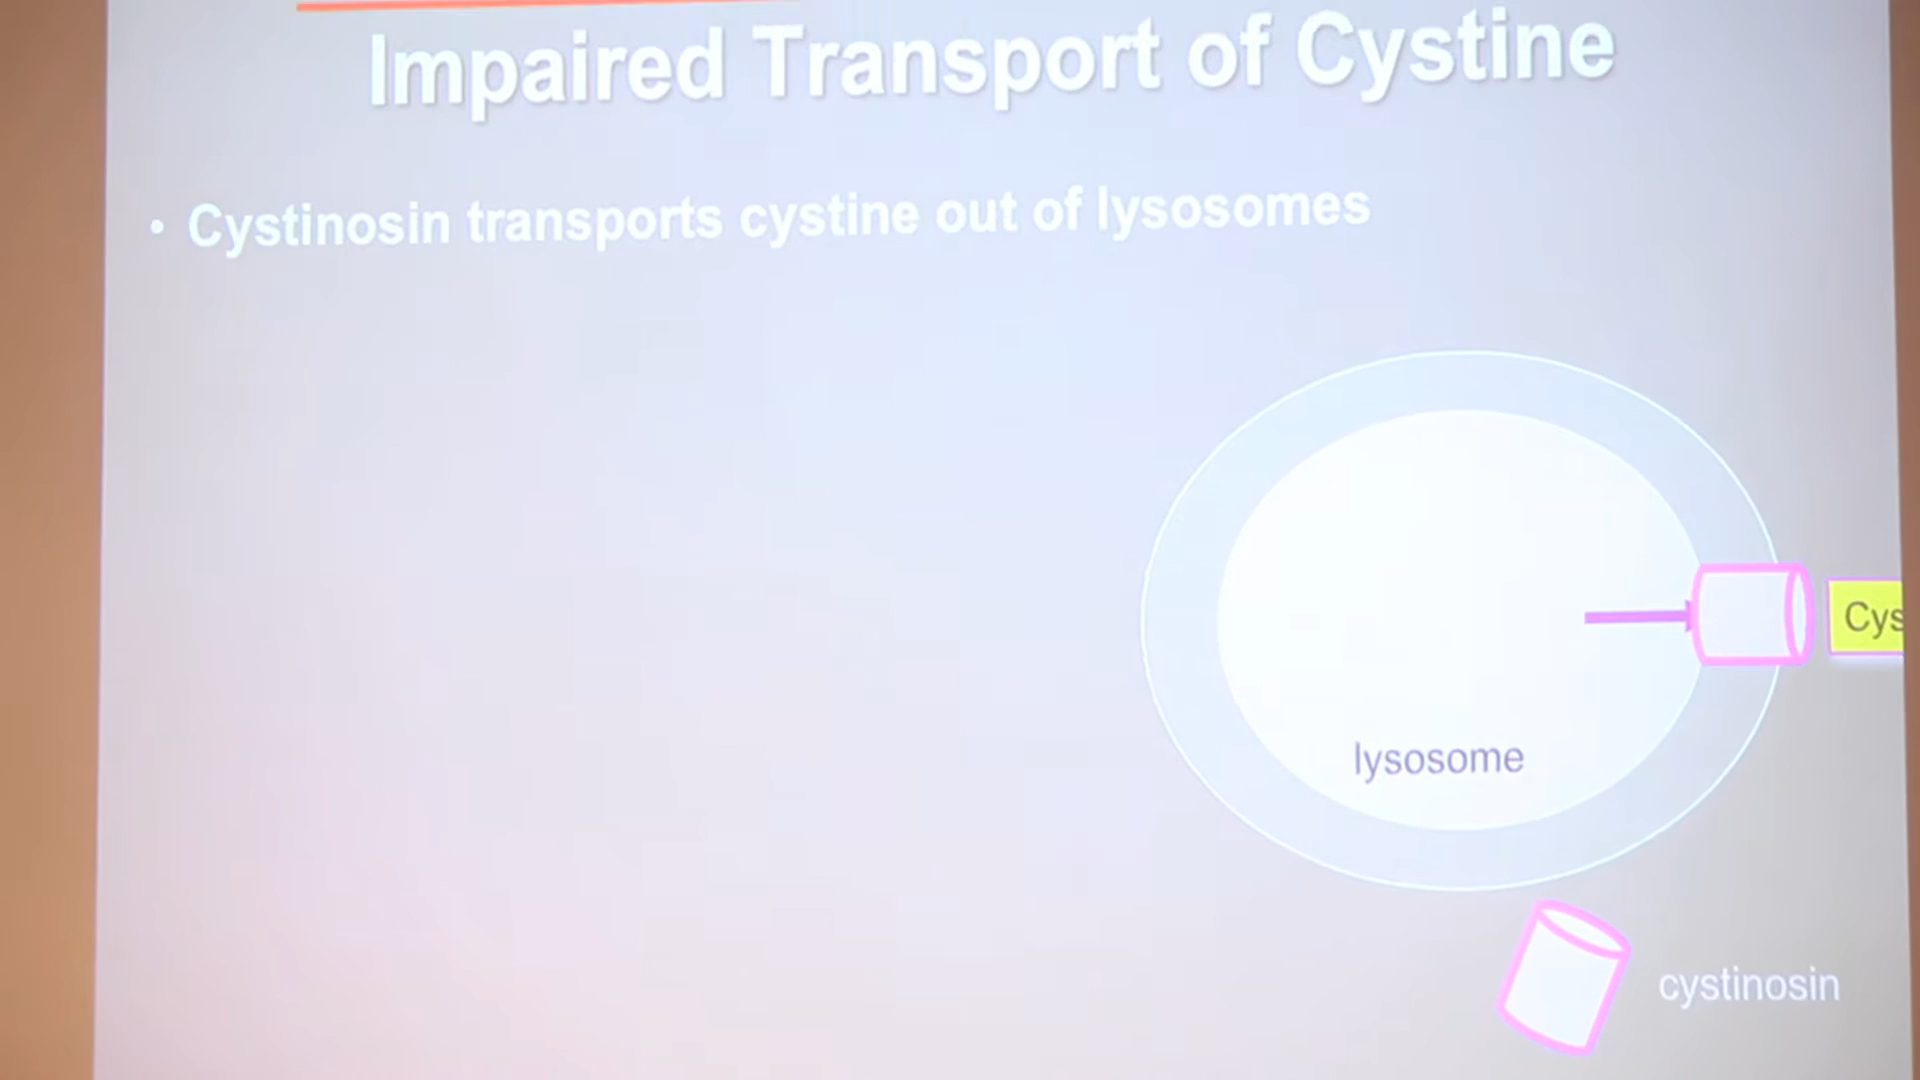 Impaired Transport of Cystine
• Cystinosin transports cystine out of lysosomes
Cys
lysosome
cystinosin